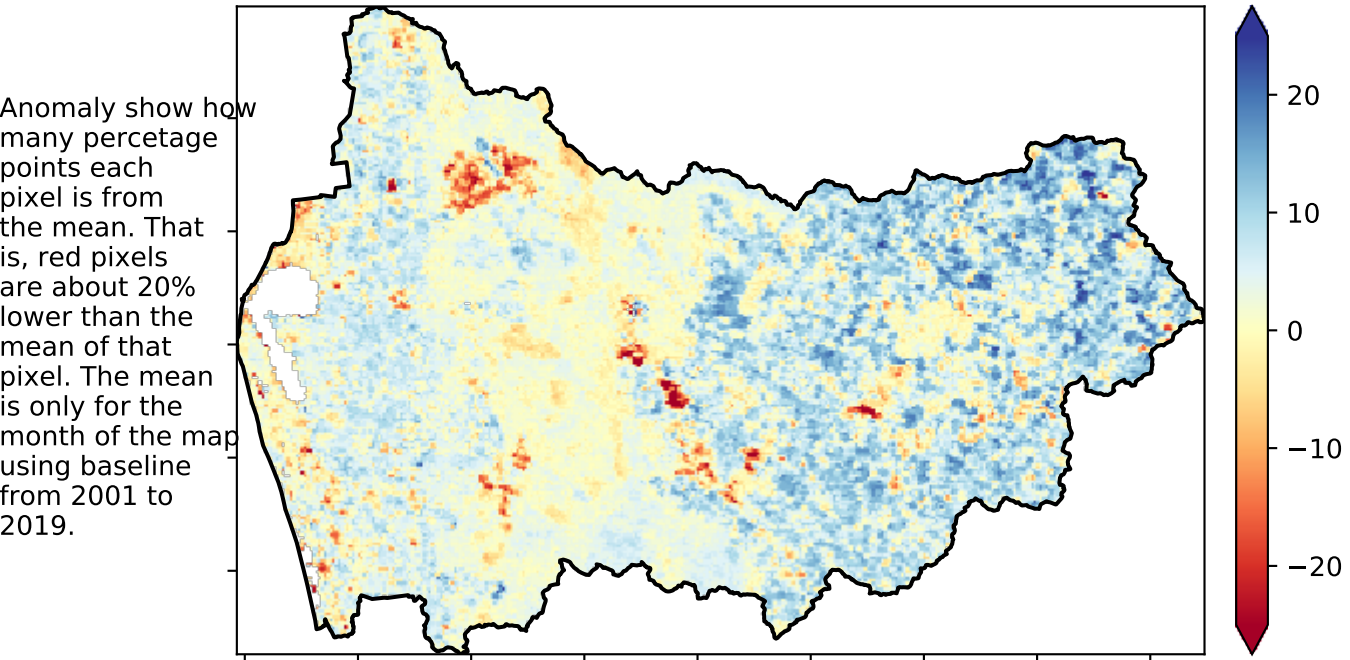 Anomaly show how
many percetage
points each
pixel is from
the mean. That
is, red pixels
are about 20%
lower than the
mean of that
pixel. The mean
is only for the
month of the map
using baseline
from 2001 to
2019.
20
10
0
−10
−20